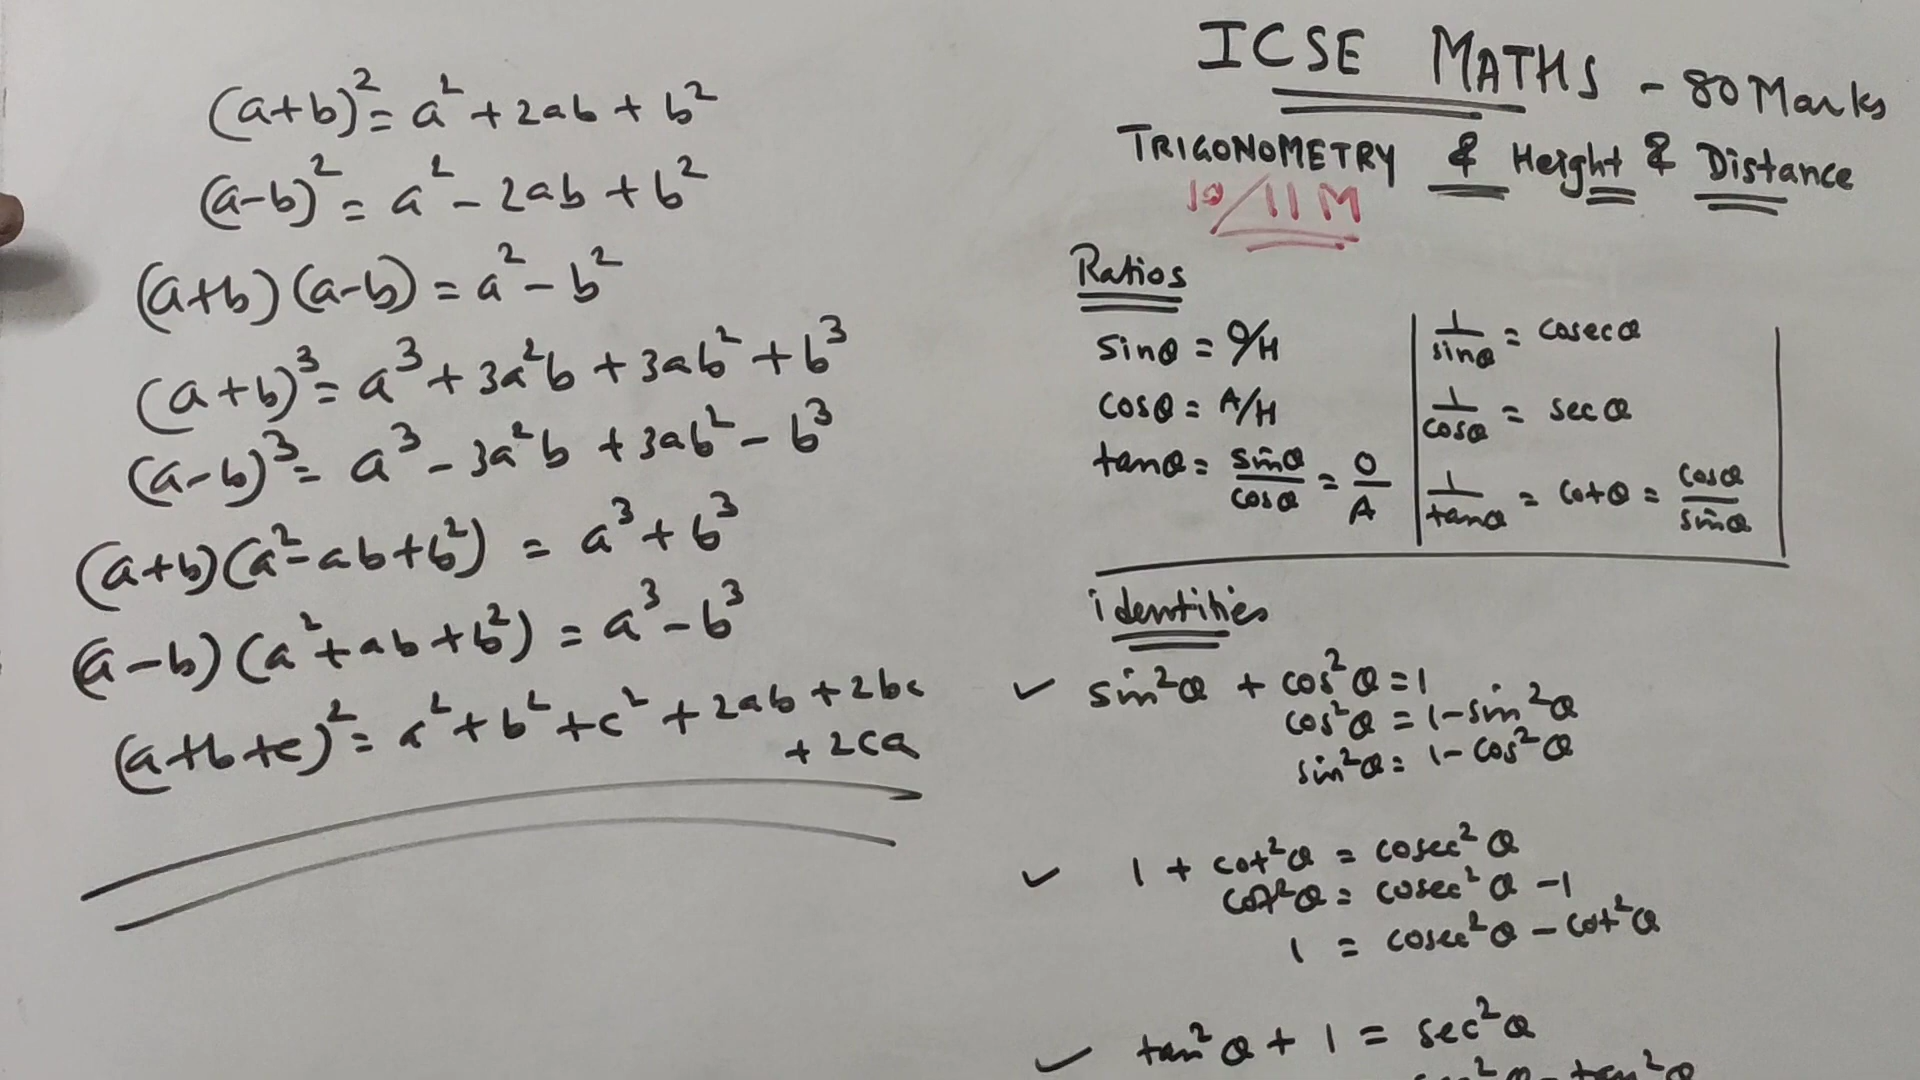 (a+b)² = a² + 2ab + b²
(a-b)² = a² - 2ab + b²
(a+b)(a-b) = a² - b²
(a+b)³ = a³ + 3a²b + 3ab² + b³
(a-b)³ = a³ - 3a²b + 3ab² - b³
(a+b)(a²-ab+b²) = a³ + b³
(a-b)(a²+ab+b²) = a³ - b³
(a+b+c)² = a² + b² + c² + 2ab + 2bc
+ 2ca
ICSE MATHS - 80 Marks
TRIGONOMETRY & Height & Distance
10/11 M
Ratios
sinθ = O/H
cosθ = A/H
tanθ = sinθ/cosθ = O/A
1/sinθ = cosecθ
1/cosθ = secθ
1/tanθ = cotθ = cosθ/sinθ
identities
✓ sin²θ + cos²θ = 1
cos²θ = 1-sin²θ
sin²θ = 1-cos²θ
✓ 1 + cot²θ = cosec²θ
cot²θ = cosec²θ -1
1 = cosec²θ - cot²θ
✓ tan²θ + 1 = sec²θ